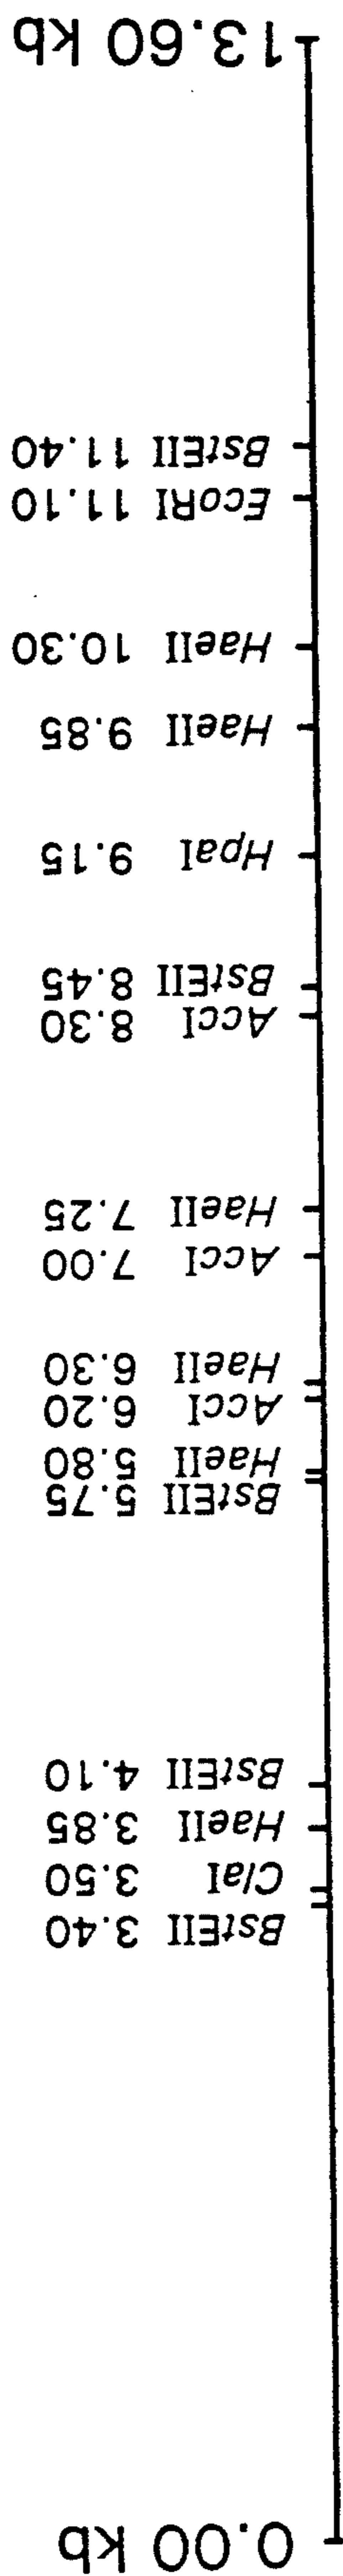 0.00 kb
BstEII 3.40
ClaI 3.50
HaeII 3.85
BstEII 4.10
BstEII 5.75
HaeII 5.80
AccI 6.20
HaeII 6.30
AccI 7.00
HaeII 7.25
AccI 8.30
BstEII 8.45
HpaI 9.15
HaeII 9.85
HaeII 10.30
EcoRI 11.10
BstEII 11.40
13.60 kb